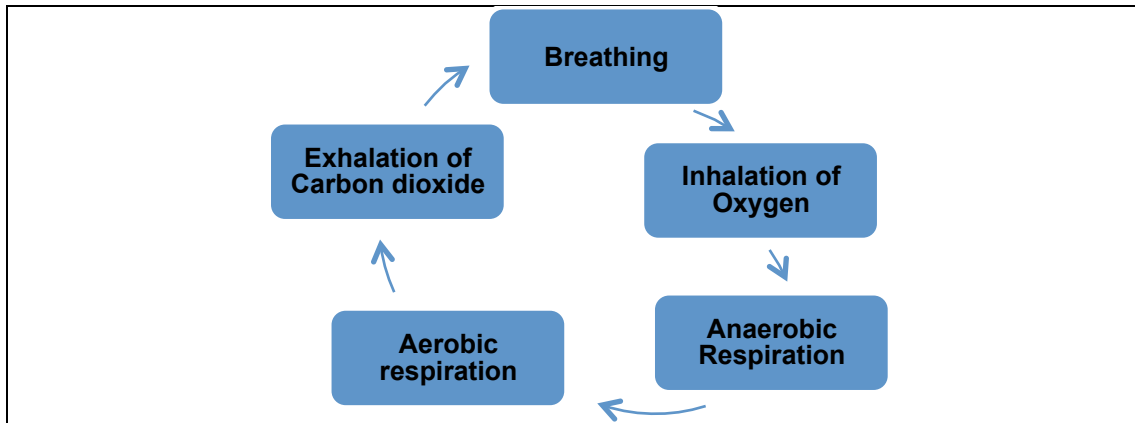 Breathing
Inhalation of
Oxygen
Anaerobic
Respiration
Aerobic
respiration
Exhalation of
Carbon dioxide